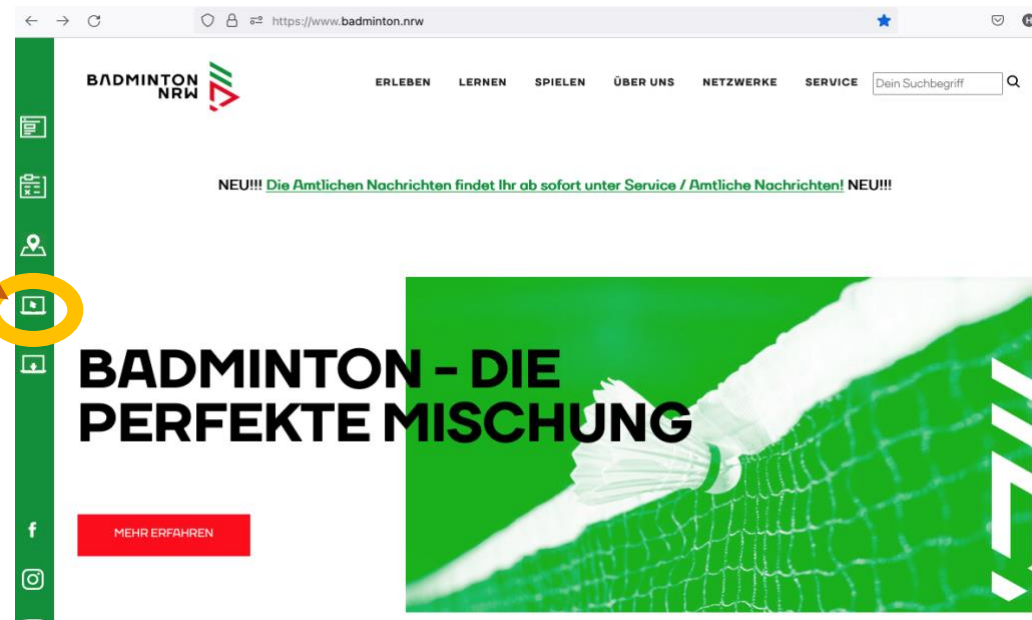 https://www.badminton.nrw
BADMINTON
NRW
ERLEBEN LERNEN SPIELEN ÜBER UNS NETZWERKE SERVICE Dein Suchbegriff
NEU!!! Die Amtlichen Nachrichten findet Ihr ab sofort unter Service / Amtliche Nachrichten! NEU!!!
BADMINTON - DIE
PERFEKTE MISCHUNG
MEHR ERFAHREN